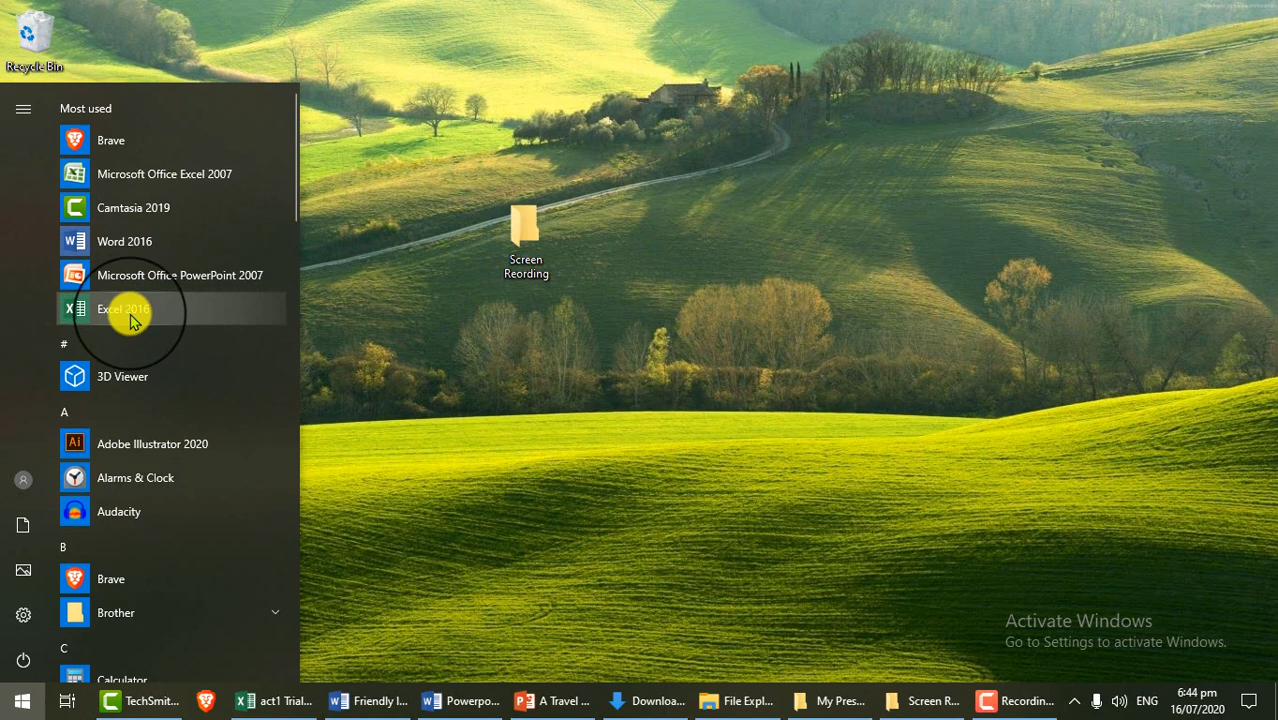 Recycle Bin
Most used
Brave
Microsoft Office Excel 2007
Camtasia 2019
Word 2016
Microsoft Office PowerPoint 2007
Excel 2016
#
3D Viewer
A
Adobe Illustrator 2020
Alarms & Clock
Audacity
B
Brave
Brother
C
Calculator
Screen
Reording
Activate Windows
Go to Settings to activate Windows.
TechSmit...
act1 Trial...
Friendly l...
Powerpo...
A Travel ...
Downloa...
File Expl...
My Pres...
Screen R...
Recordin...
ENG
6:44 pm
16/07/2020